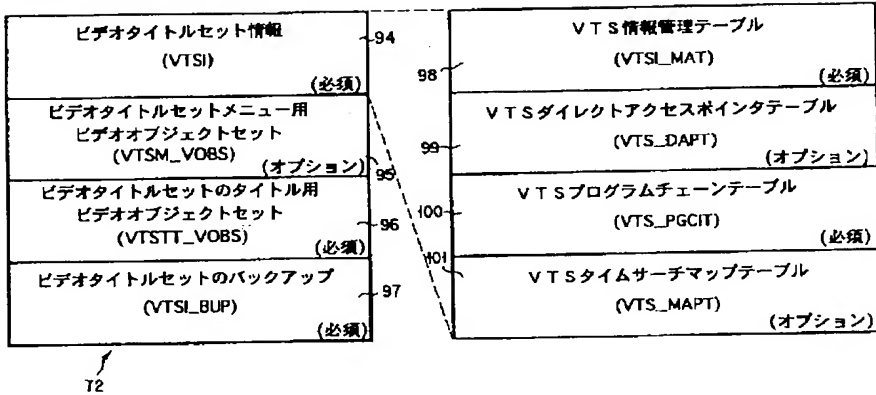 ビデオタイトルセット情報
(VTSI)
(必須)
94
ビデオタイトルセットメニュー用
ビデオオブジェクトセット
(VTSM_VOBS)
(オプション)
95
ビデオタイトルセットのタイトル用
ビデオオブジェクトセット
(VTSTT_VOBS)
(必須)
96
ビデオタイトルセットのバックアップ
(VTSI_BUP)
(必須)
97
72
VTS情報管理テーブル
(VTSI_MAT)
(必須)
98
VTSダイレクトアクセスポインタテーブル
(VTS_DAPT)
(オプション)
99
VTSプログラムチェーンテーブル
(VTS_PGCIT)
(必須)
100
VTSタイムサーチマップテーブル
(VTS_MAPT)
(オプション)
101